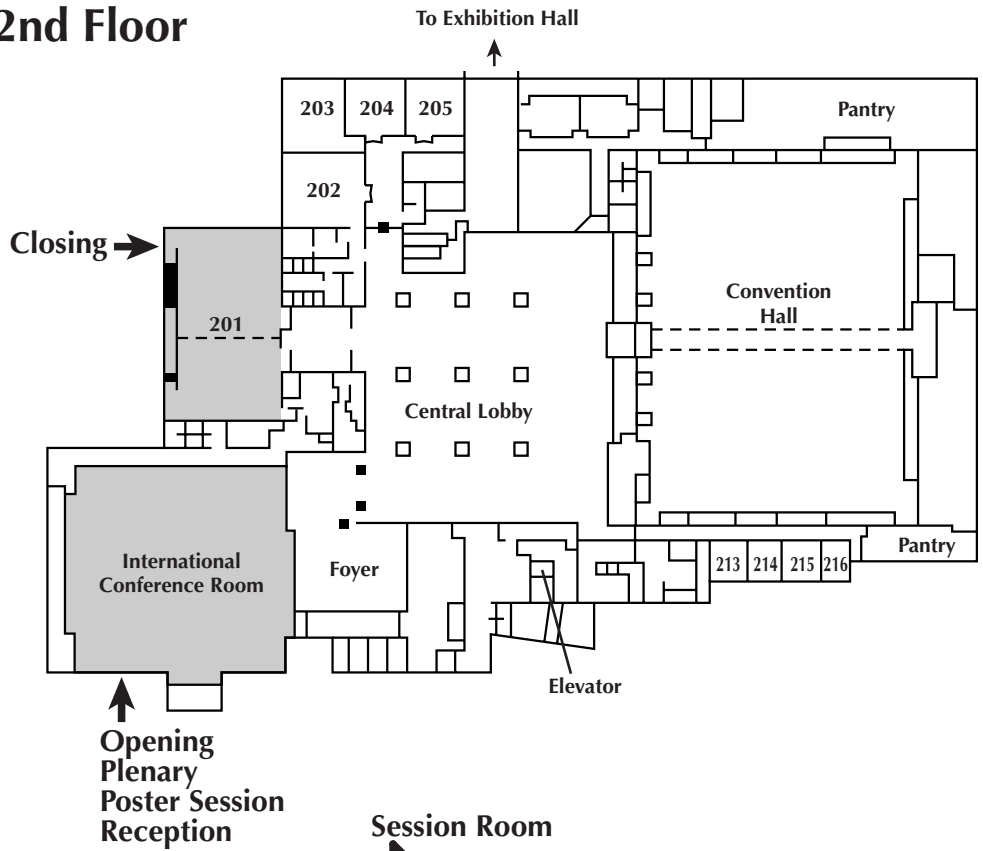 2nd Floor
To Exhibition Hall
203
204
205
Pantry
202
Closing
201
Convention
Hall
Central Lobby
International
Conference Room
Foyer
213
214
215
216
Pantry
Elevator
Opening
Plenary
Poster Session
Reception
Session Room